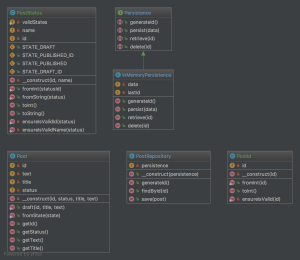 PostStatus
validStates
name
id
STATE_DRAFT
STATE_PUBLISHED_ID
STATE_PUBLISHED
STATE_DRAFT_ID
__construct(id, name)
fromInt(statusId)
fromString(status)
toInt()
toString()
ensureIsValidId(status)
ensureIsValidName(status)
Persistence
generateId()
persist(data)
retrieve(id)
delete(id)
InMemoryPersistence
data
lastId
generateId()
persist(data)
retrieve(id)
delete(id)
Post
id
text
title
status
__construct(id, status, title, text)
draft(id, title, text)
fromState(state)
getId()
getStatus()
getText()
getTitle()
PostRepository
persistence
__construct(persistence)
generateId()
findById(id)
save(post)
PostId
id
__construct(id)
fromInt(id)
toInt()
ensureIsValid(id)
Powered by yFiles